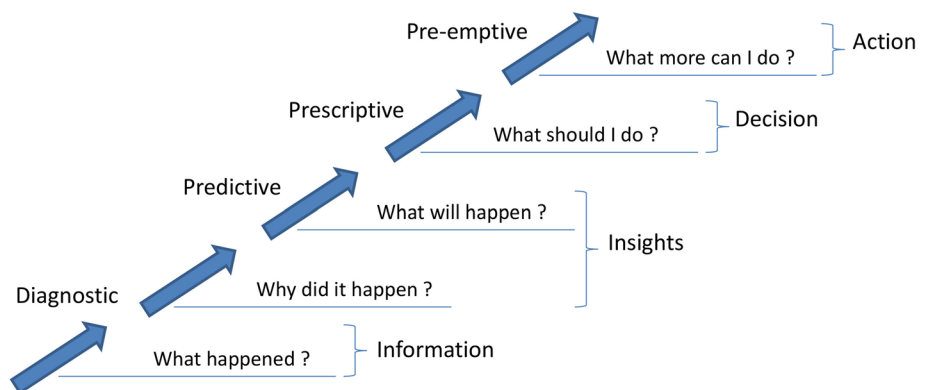 Pre-emptive
What more can I do ?
Action
Prescriptive
What should I do ?
Decision
Predictive
What will happen ?
Insights
Diagnostic
Why did it happen ?
What happened ?
Information